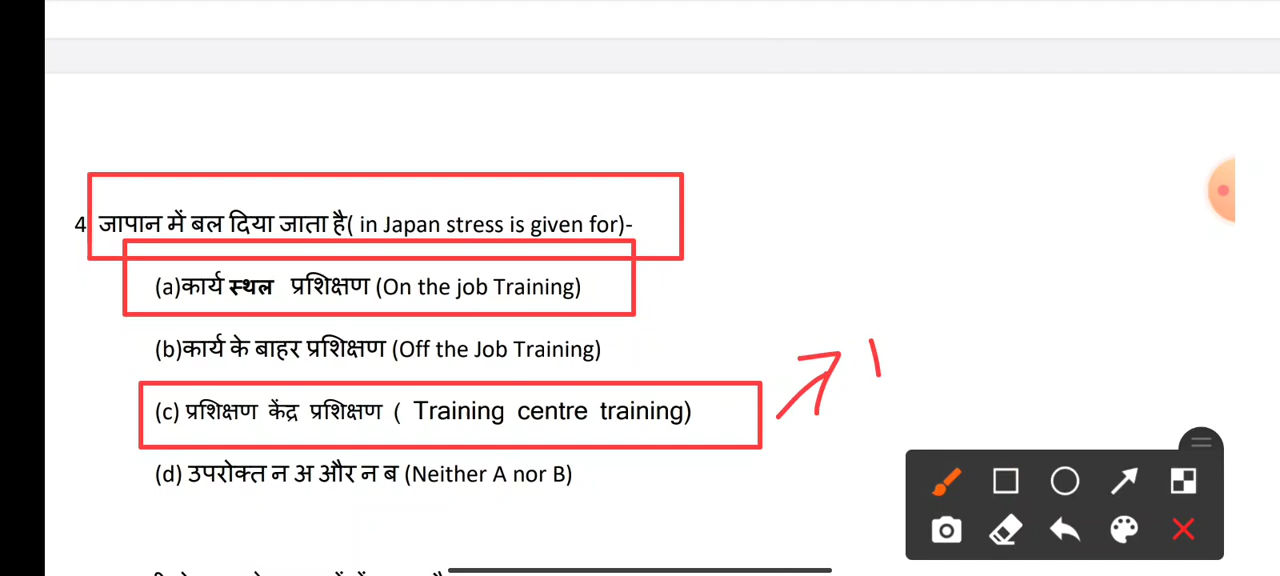 4 जापान में बल दिया जाता है( in Japan stress is given for)-
(a)कार्य स्थल प्रशिक्षण (On the job Training)
(b)कार्य के बाहर प्रशिक्षण (Off the Job Training)
(c) प्रशिक्षण केंद्र प्रशिक्षण ( Training centre training)
(d) उपरोक्त न अ और न ब (Neither A nor B)